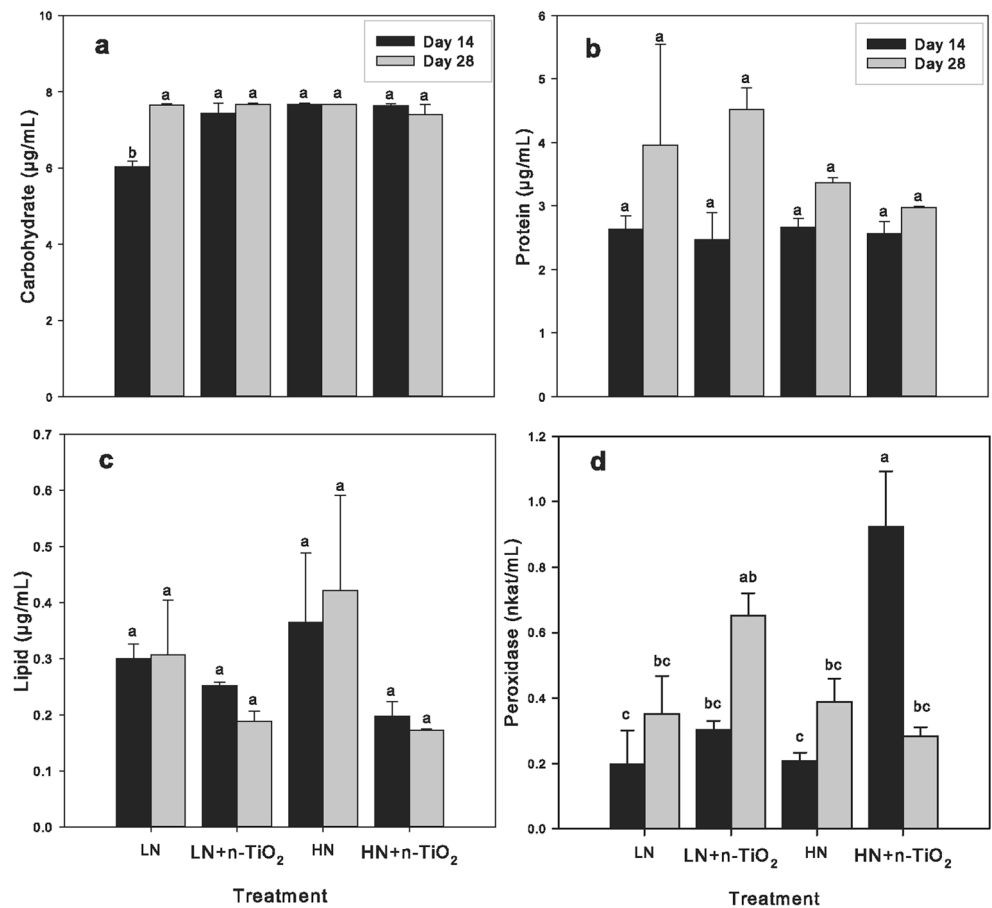 a
Day 14
Day 28
Carbohydrate (µg/mL)
10
8
6
4
2
0
b
a
a
a
a
a
a
a
b
Day 14
Day 28
Protein (µg/mL)
6
5
4
3
2
1
0
a
a
a
a
a
a
a
a
c
Lipid (µg/mL)
0.7
0.6
0.5
0.4
0.3
0.2
0.1
0.0
a
a
a
a
a
a
a
a
LN
LN+n-TiO₂
HN
HN+n-TiO₂
Treatment
d
Peroxidase (nkat/mL)
1.2
1.0
0.8
0.6
0.4
0.2
0.0
c
bc
bc
ab
c
bc
a
bc
LN
LN+n-TiO₂
HN
HN+n-TiO₂
Treatment